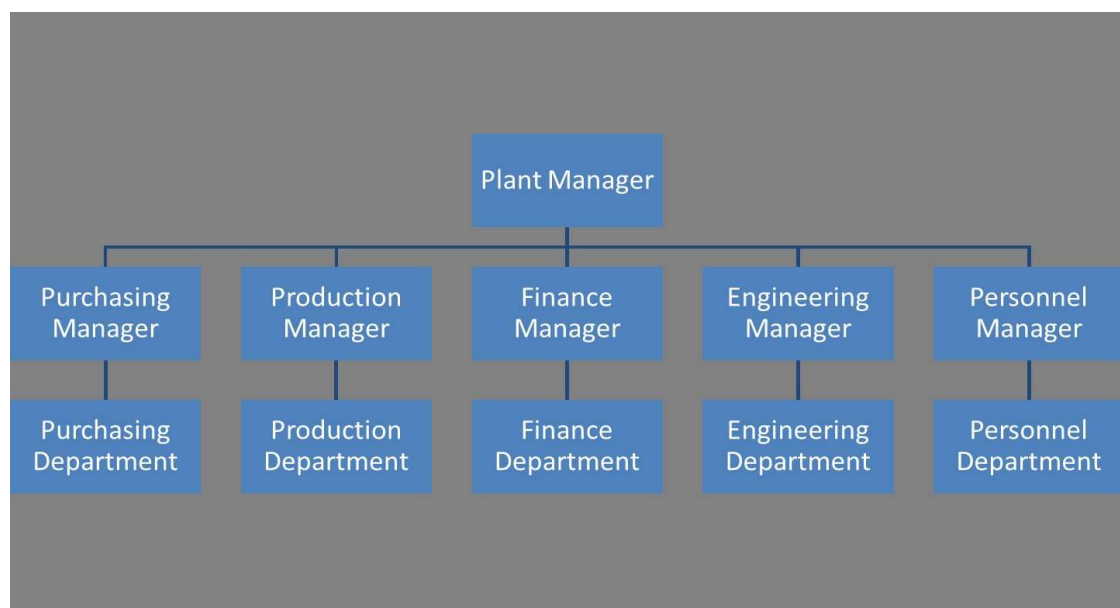 Plant Manager
Purchasing
Manager
Production
Manager
Finance
Manager
Engineering
Manager
Personnel
Manager
Purchasing
Department
Production
Department
Finance
Department
Engineering
Department
Personnel
Department